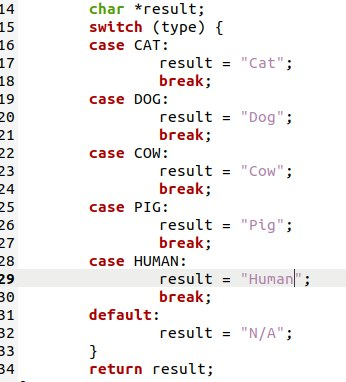 14 char *result;
15 switch (type) {
16 case CAT:
17 result = "Cat";
18 break;
19 case DOG:
20 result = "Dog";
21 break;
22 case COW:
23 result = "Cow";
24 break;
25 case PIG:
26 result = "Pig";
27 break;
28 case HUMAN:
29 result = "Human";
30 break;
31 default:
32 result = "N/A";
33 }
34 return result;